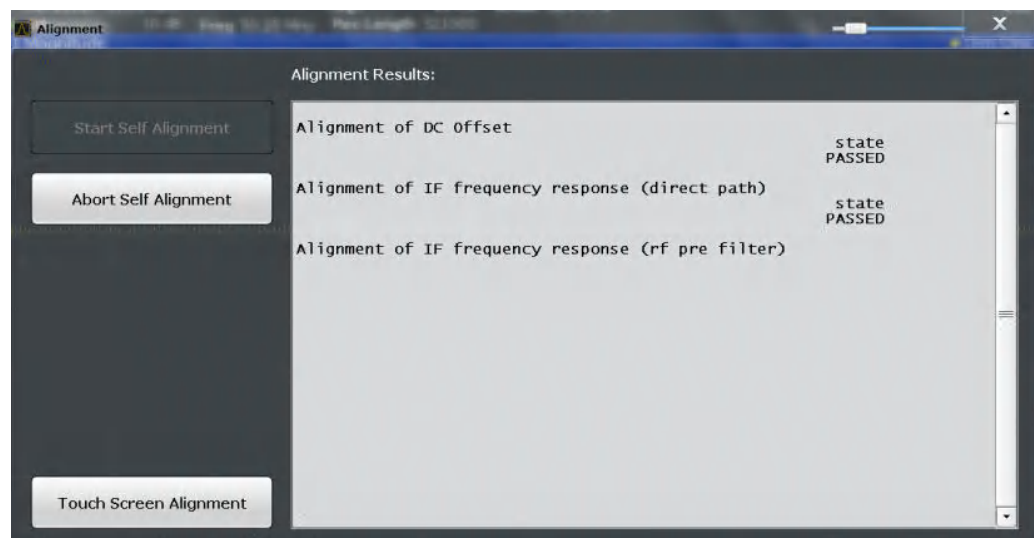 Alignment
Alignment Results:
Start Self Alignment
Abort Self Alignment
Touch Screen Alignment
Alignment of DC Offset
state
PASSED
Alignment of IF frequency response (direct path)
state
PASSED
Alignment of IF frequency response (rf pre filter)